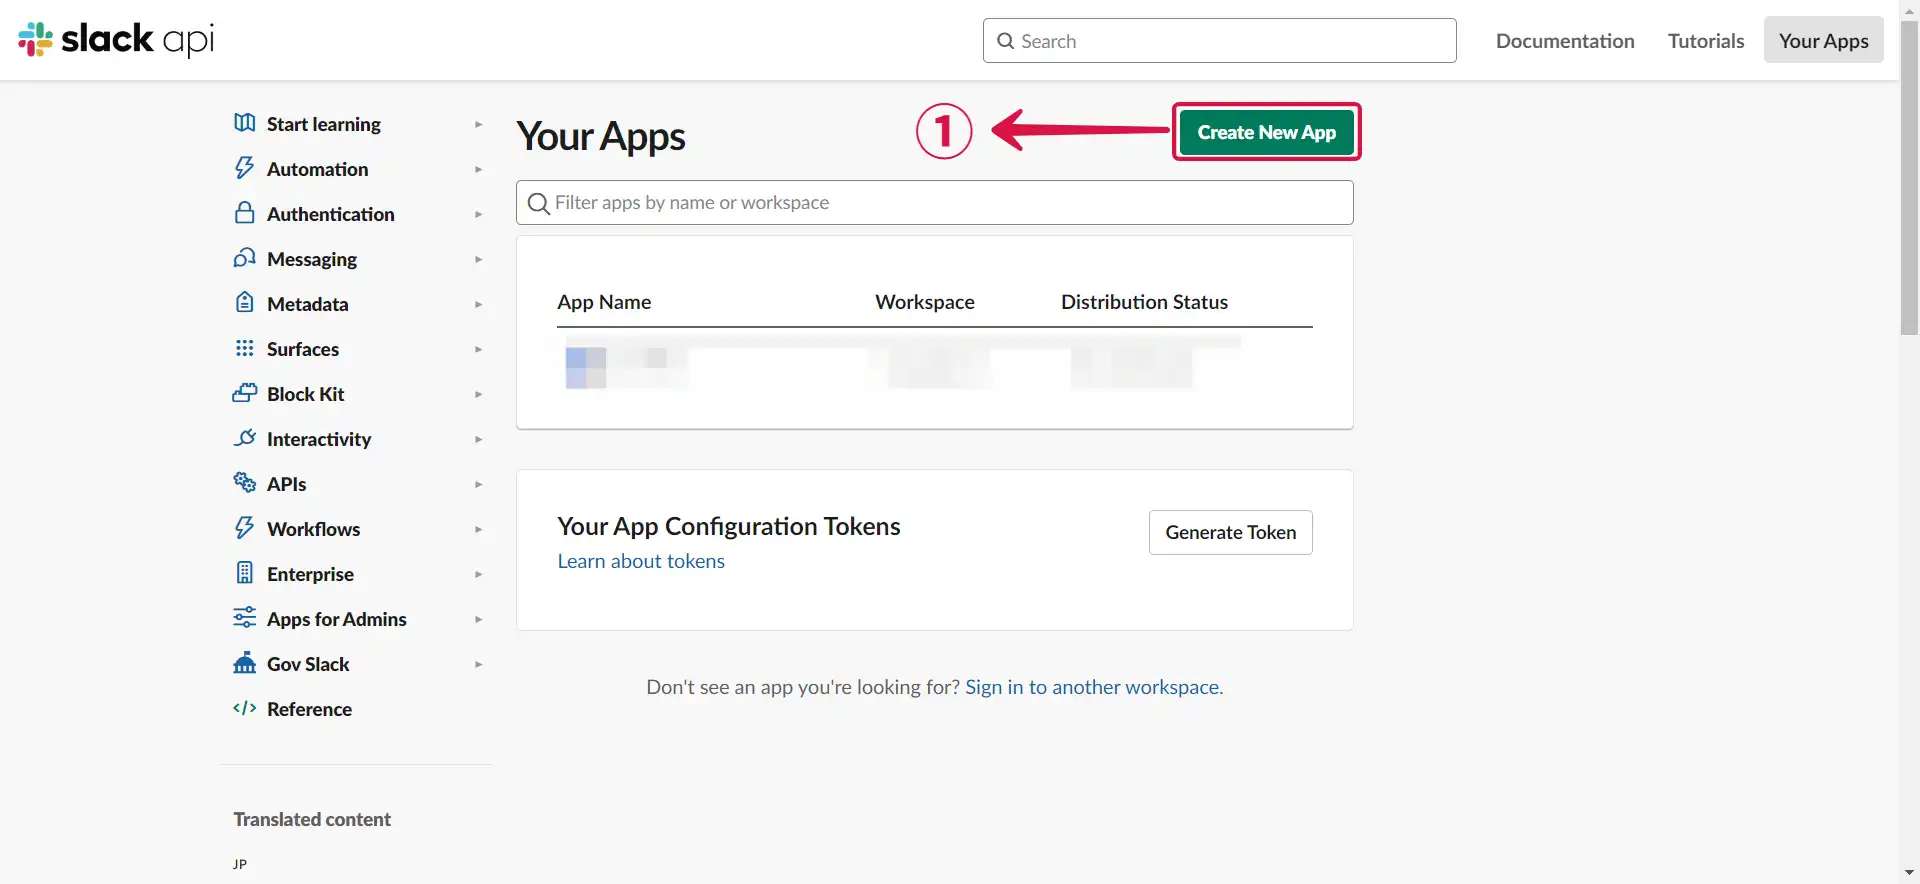 slack api
Search
Documentation
Tutorials
Your Apps
Start learning
Automation
Authentication
Messaging
Metadata
Surfaces
Block Kit
Interactivity
APIs
Workflows
Enterprise
Apps for Admins
Gov Slack
Reference
Translated content
JP
Your Apps
1
Create New App
Filter apps by name or workspace
App Name
Workspace
Distribution Status
Your App Configuration Tokens
Learn about tokens
Generate Token
Don't see an app you're looking for? Sign in to another workspace.